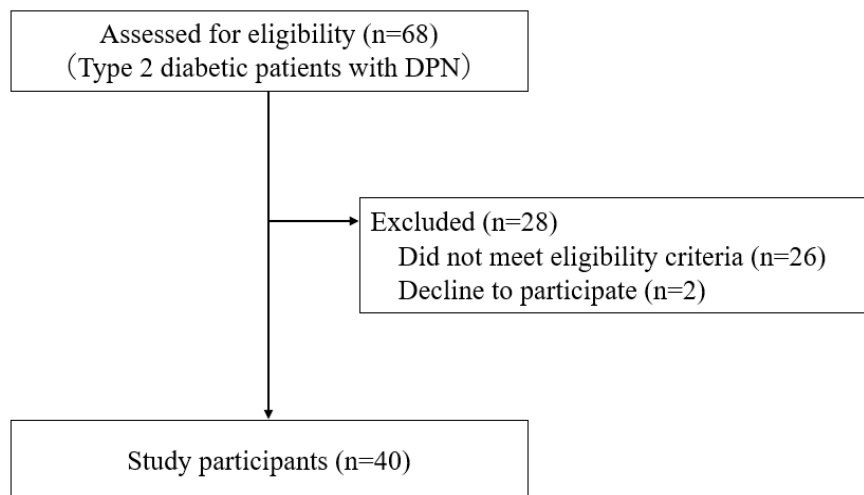 Assessed for eligibility (n=68)
（Type 2 diabetic patients with DPN）
Excluded (n=28)
Did not meet eligibility criteria (n=26)
Decline to participate (n=2)
Study participants (n=40)